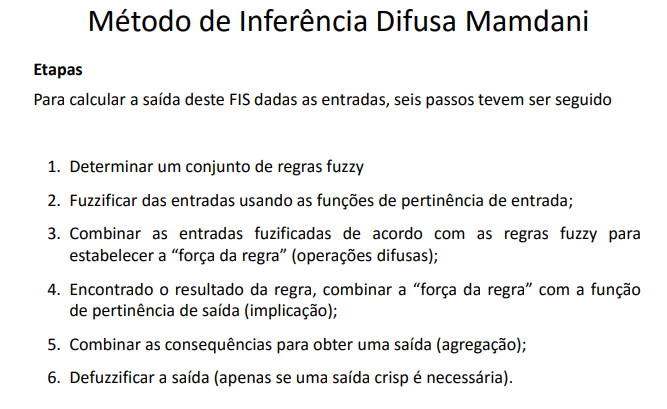 Método de Inferência Difusa Mamdani
Etapas
Para calcular a saída deste FIS dadas as entradas, seis passos tevem ser seguido
1. Determinar um conjunto de regras fuzzy
2. Fuzzificar das entradas usando as funções de pertinência de entrada;
3. Combinar as entradas fuzificadas de acordo com as regras fuzzy para
estabelecer a “força da regra” (operações difusas);
4. Encontrado o resultado da regra, combinar a “força da regra” com a função
de pertinência de saída (implicação);
5. Combinar as consequências para obter uma saída (agregação);
6. Defuzzificar a saída (apenas se uma saída crisp é necessária).